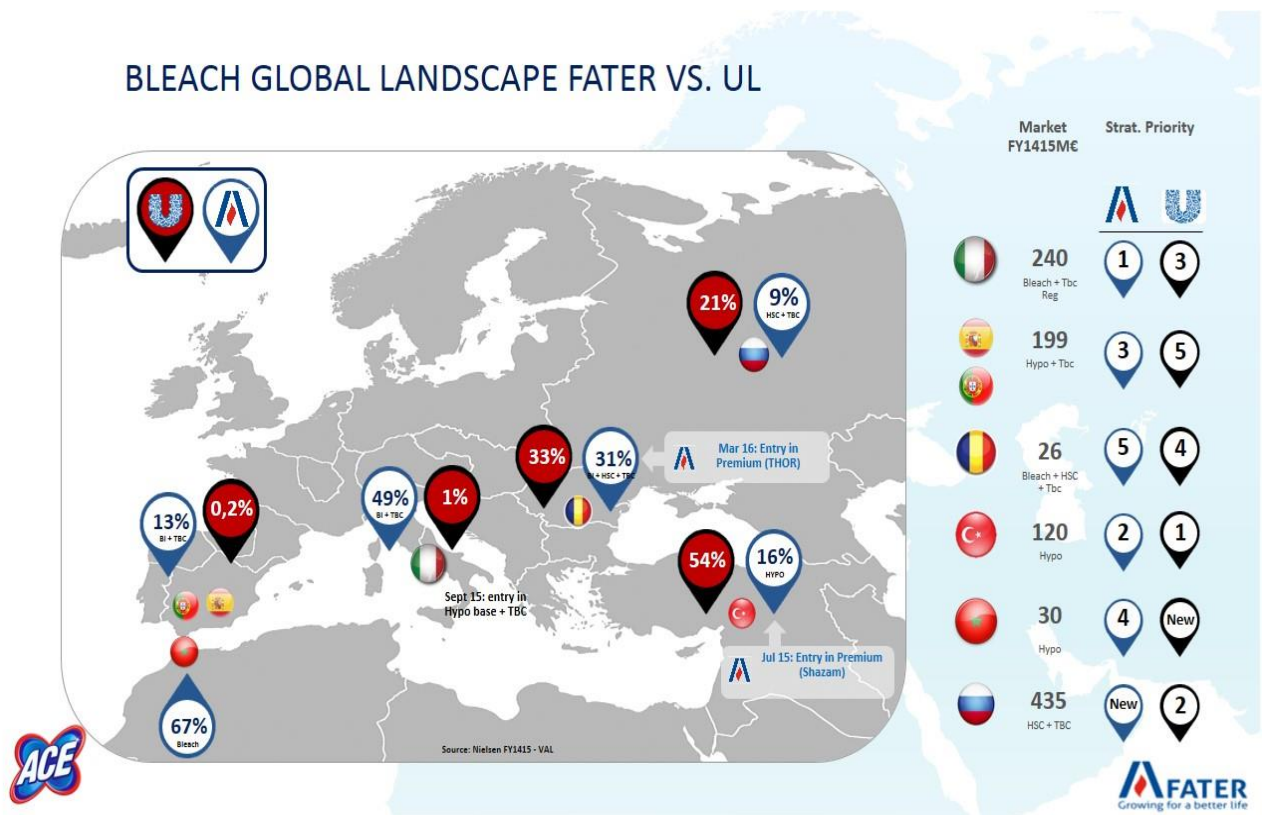 BLEACH GLOBAL LANDSCAPE FATER VS. UL
Market
FY1415M€
Strat. Priority
240
Bleach + Tbc
Reg
1
3
199
Hypo + Tbc
3
5
26
Bleach + HSC
+ Tbc
5
4
120
Hypo
2
1
30
Hypo
4
New
435
HSC + TBC
New
2
21%
9%
HSC + TBC
33%
31%
BI + HSC + TBC
Mar 16: Entry in
Premium (THOR)
49%
BI + TBC
1%
Sept 15: entry in
Hypo base + TBC
13%
BI + TBC
0,2%
54%
16%
HYPO
Jul 15: Entry in Premium
(Shazam)
67%
Bleach
Source: Nielsen FY1415 - VAL
ACE
FATER
Growing for a better life